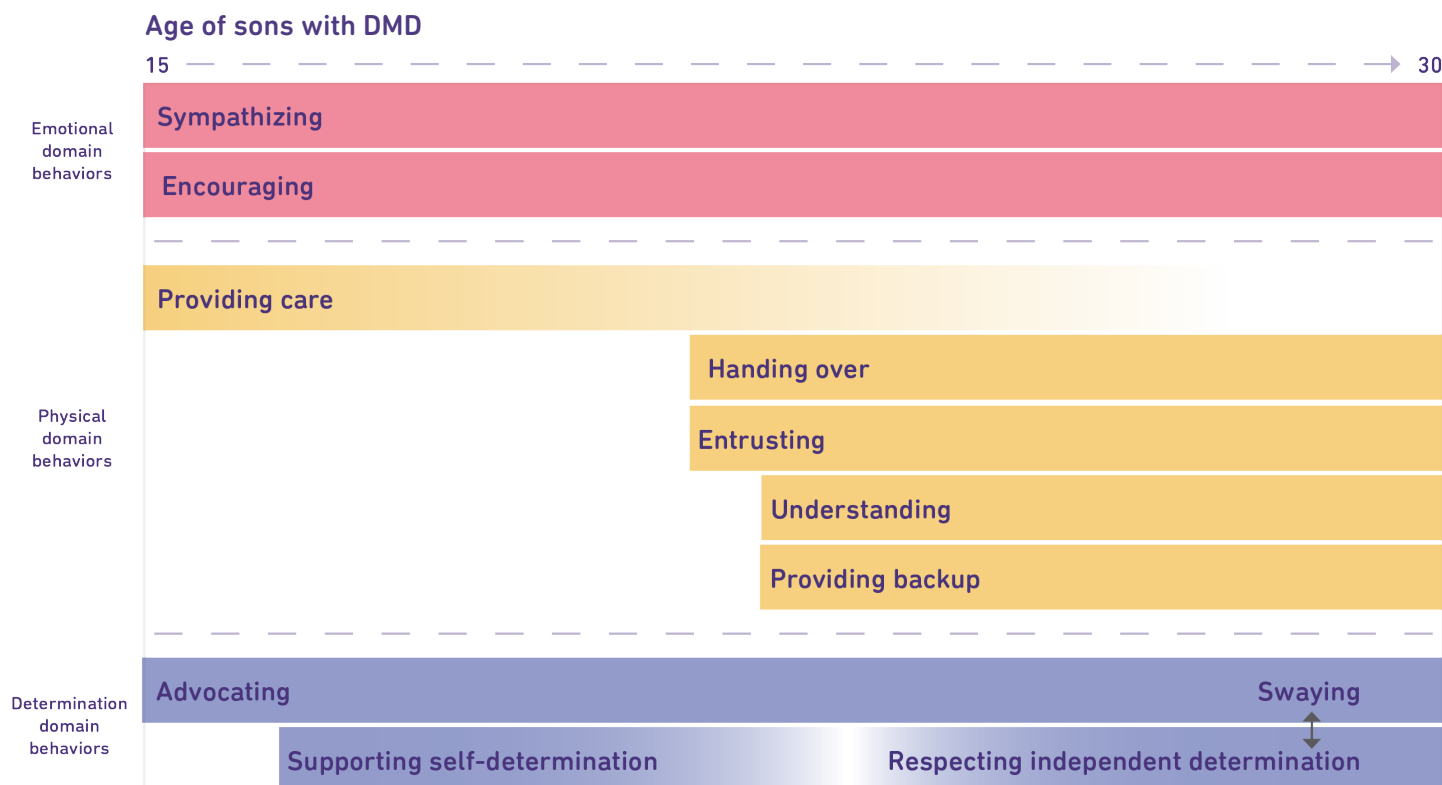 Age of sons with DMD
15
30
Emotional
domain
behaviors
Sympathizing
Encouraging
Physical
domain
behaviors
Providing care
Handing over
Entrusting
Understanding
Providing backup
Determination
domain
behaviors
Advocating
Swaying
Supporting self-determination
Respecting independent determination